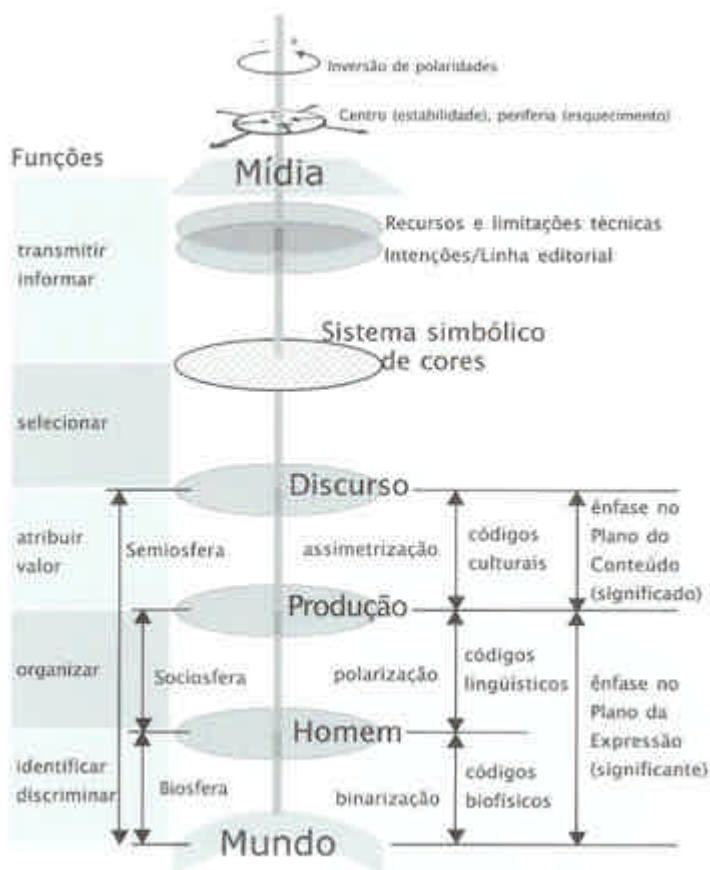 Inversão de polaridades
Centro (estabilidade), periferia (esquecimento)
Funções
Mídia
Recursos e limitações técnicas
Intenções/Linha editorial
transmitir
informar
Sistema simbólico
de cores
selecionar
Discurso
atribuir
valor
Semiosfera
assimetrização
códigos
culturais
ênfase no
Plano do
Conteúdo
(significado)
Produção
organizar
Sociosfera
polarização
códigos
lingüísticos
ênfase no
Plano da
Expressão
(significante)
Homem
identificar
discriminar
Biosfera
binarização
códigos
biofísicos
Mundo